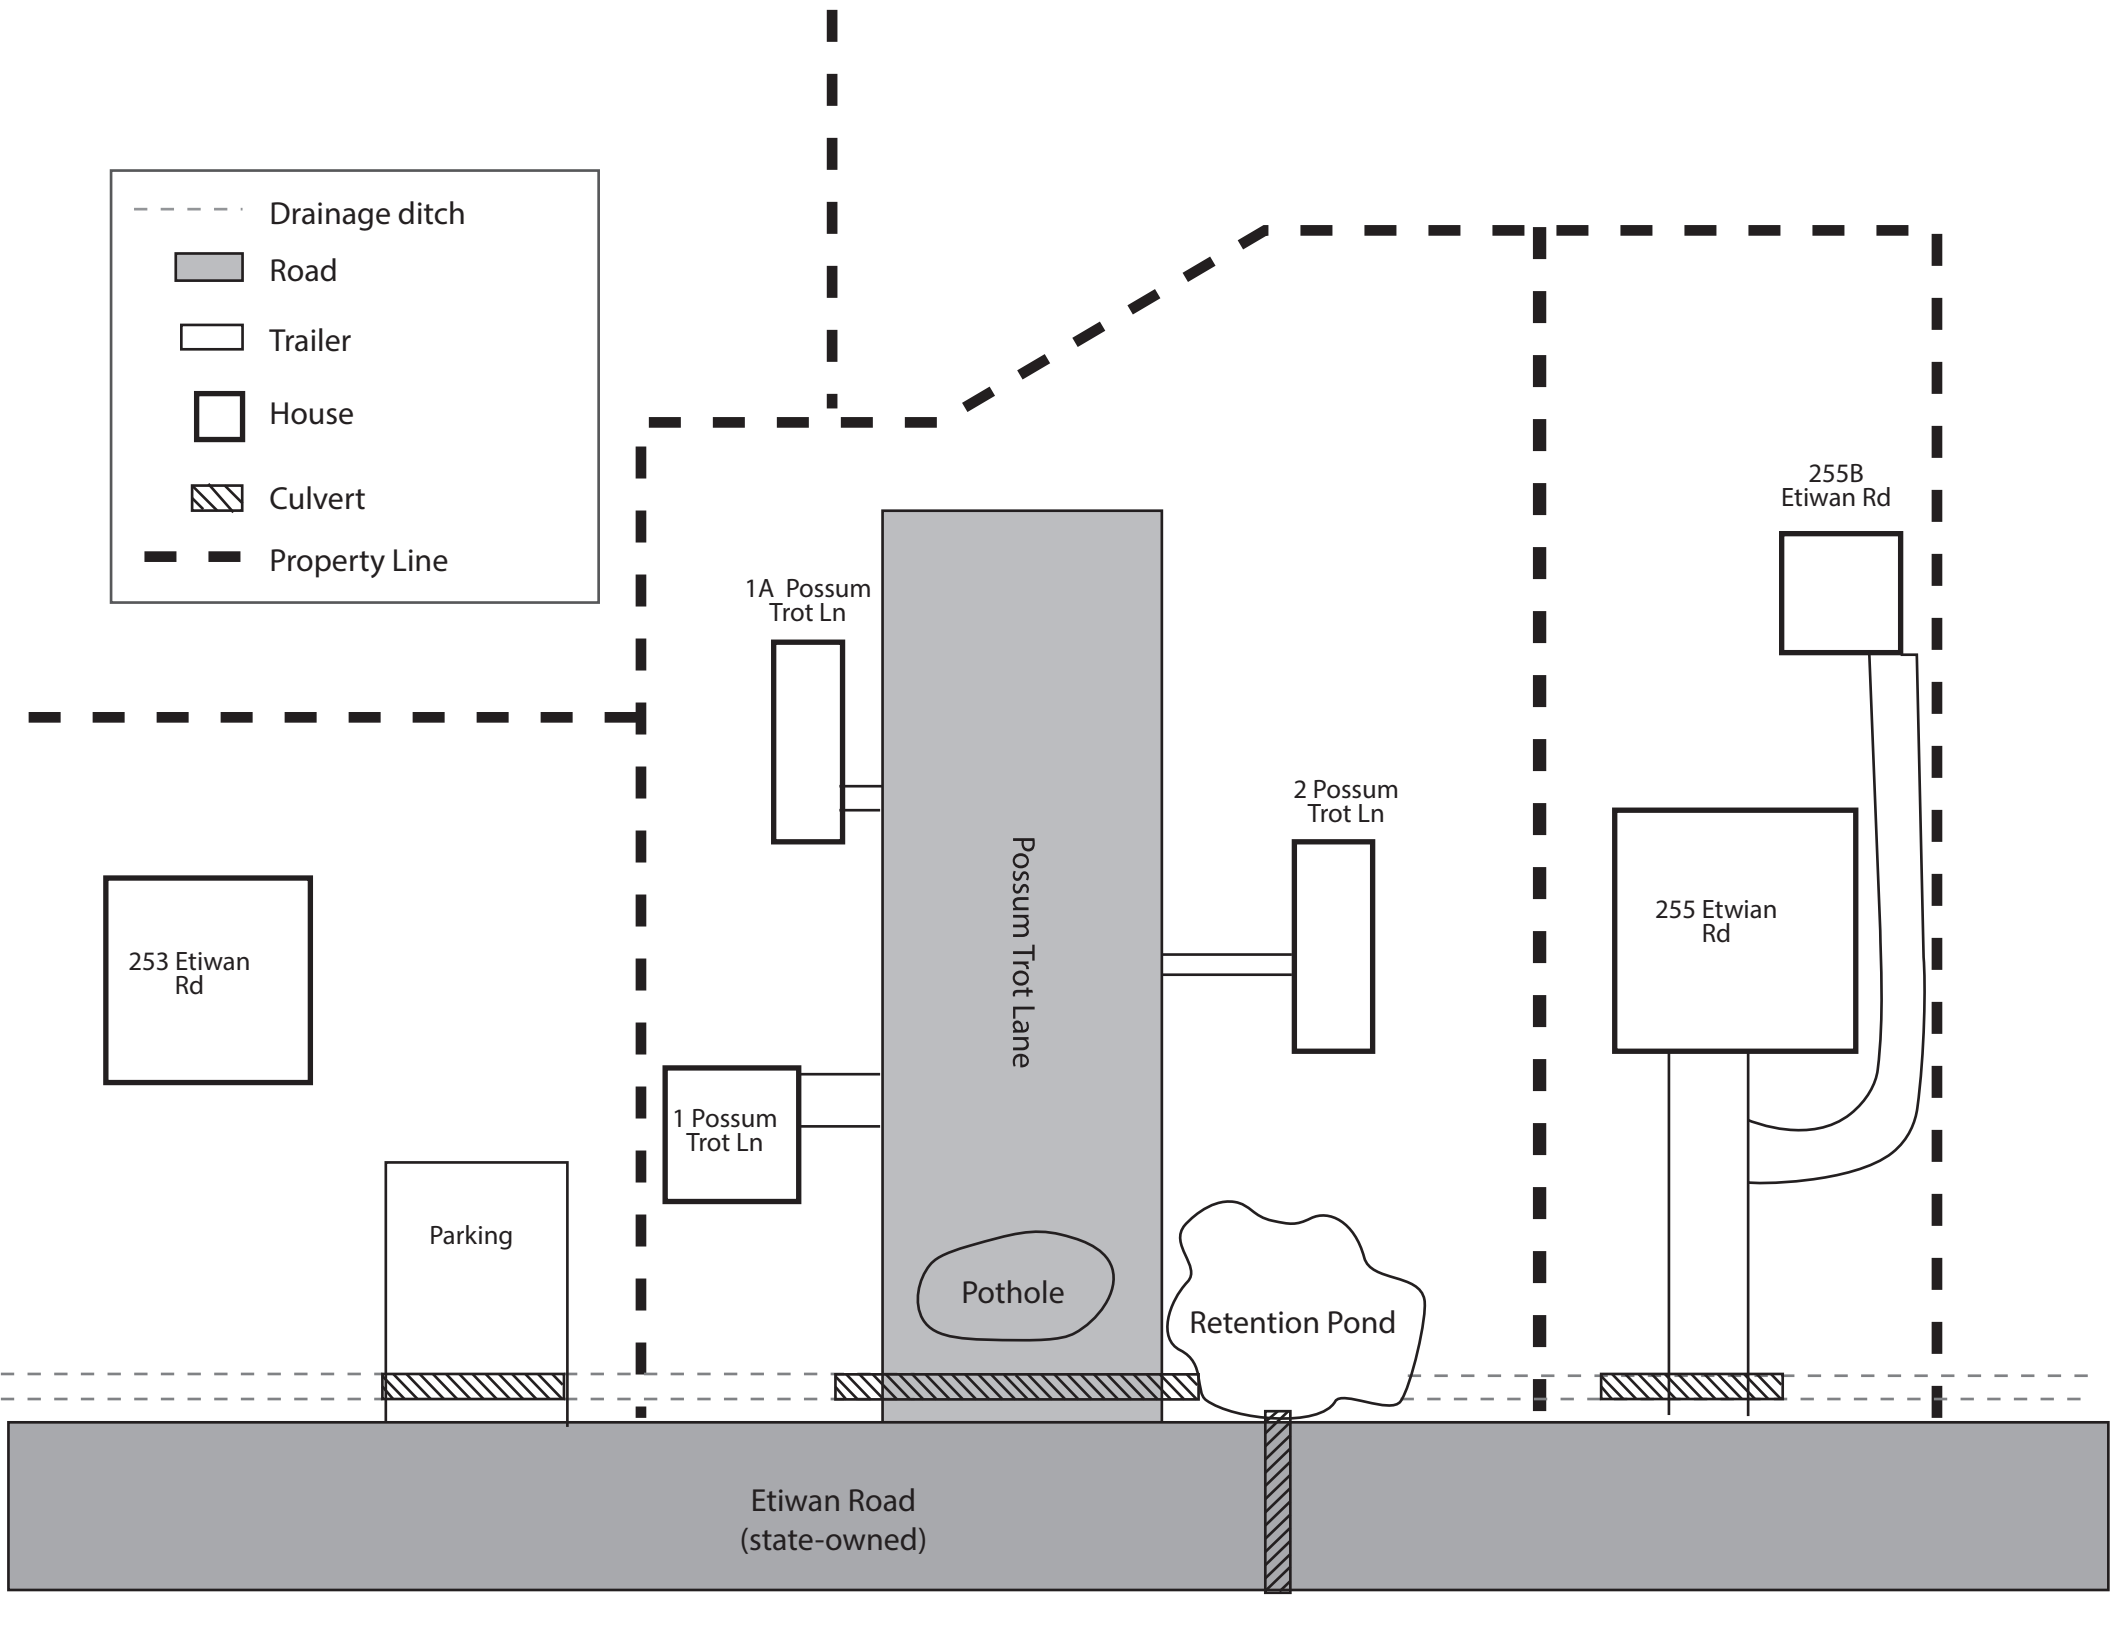 Drainage ditch
Road
Trailer
House
Culvert
Property Line
255B
Etiwan Rd
1A  Possum
Trot Ln
2 Possum
Trot Ln
Possum Trot Lane
255 Etwian
Rd
253 Etiwan
Rd
1 Possum
Trot Ln
Parking
Pothole
Retention Pond
Etiwan Road
(state-owned)